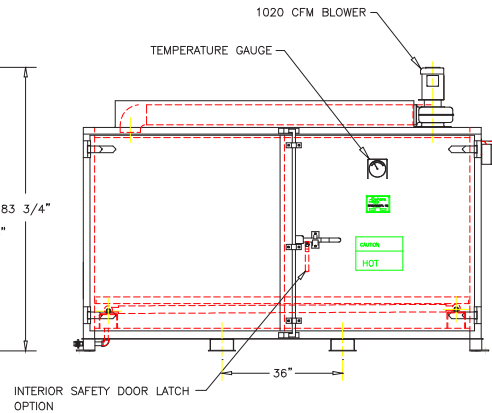 1020 CFM BLOWER
TEMPERATURE GAUGE
83 3/4"
"
CAUTION
HOT
36"
INTERIOR SAFETY DOOR LATCH
OPTION